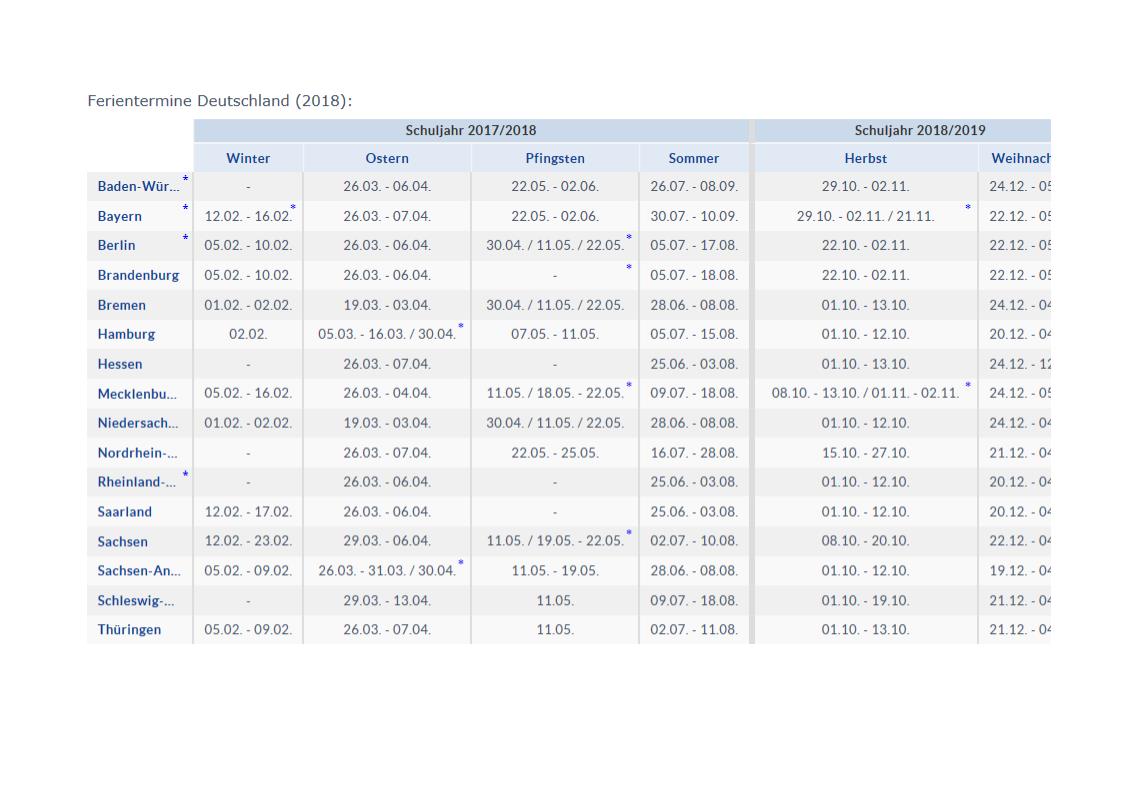 Ferientermine Deutschland (2018):
Schuljahr 2017/2018 Schuljahr 2018/2019
Winter Ostern Pfingsten Sommer Herbst Weihnach
Baden-Wür... * - 26.03. - 06.04. 22.05. - 02.06. 26.07. - 08.09. 29.10. - 02.11. 24.12. - 05
Bayern * 12.02. - 16.02.* 26.03. - 07.04. 22.05. - 02.06. 30.07. - 10.09. 29.10. - 02.11. / 21.11. * 22.12. - 05
Berlin * 05.02. - 10.02. 26.03. - 06.04. 30.04. / 11.05. / 22.05.* 05.07. - 17.08. 22.10. - 02.11. 22.12. - 05
Brandenburg 05.02. - 10.02. 26.03. - 06.04. - * 05.07. - 18.08. 22.10. - 02.11. 22.12. - 05
Bremen 01.02. - 02.02. 19.03. - 03.04. 30.04. / 11.05. / 22.05. 28.06. - 08.08. 01.10. - 13.10. 24.12. - 04
Hamburg 02.02. 05.03. - 16.03. / 30.04.* 07.05. - 11.05. 05.07. - 15.08. 01.10. - 12.10. 20.12. - 04
Hessen - 26.03. - 07.04. - 25.06. - 03.08. 01.10. - 13.10. 24.12. - 12
Mecklenbu... 05.02. - 16.02. 26.03. - 04.04. 11.05. / 18.05. - 22.05.* 09.07. - 18.08. 08.10. - 13.10. / 01.11. - 02.11. * 24.12. - 05
Niedersach... 01.02. - 02.02. 19.03. - 03.04. 30.04. / 11.05. / 22.05. 28.06. - 08.08. 01.10. - 12.10. 24.12. - 04
Nordrhein-... - 26.03. - 07.04. 22.05. - 25.05. 16.07. - 28.08. 15.10. - 27.10. 21.12. - 04
Rheinland-... * - 26.03. - 06.04. - 25.06. - 03.08. 01.10. - 12.10. 20.12. - 04
Saarland 12.02. - 17.02. 26.03. - 06.04. - 25.06. - 03.08. 01.10. - 12.10. 20.12. - 04
Sachsen 12.02. - 23.02. 29.03. - 06.04. 11.05. / 19.05. - 22.05.* 02.07. - 10.08. 08.10. - 20.10. 22.12. - 04
Sachsen-An... 05.02. - 09.02. 26.03. - 31.03. / 30.04.* 11.05. - 19.05. 28.06. - 08.08. 01.10. - 12.10. 19.12. - 04
Schleswig-... - 29.03. - 13.04. 11.05. 09.07. - 18.08. 01.10. - 19.10. 21.12. - 04
Thüringen 05.02. - 09.02. 26.03. - 07.04. 11.05. 02.07. - 11.08. 01.10. - 13.10. 21.12. - 04